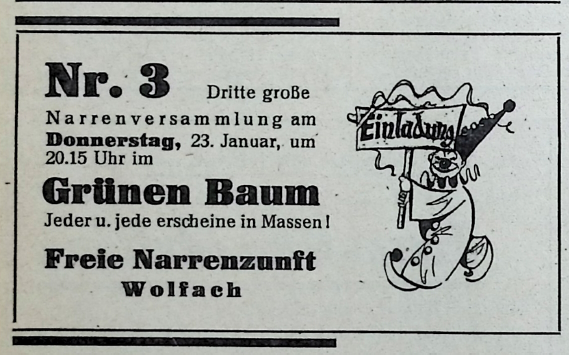 Nr. 3 Dritte große
Narrenversammlung am
Donnerstag, 23. Januar, um
20.15 Uhr im
Grünen Baum
Jeder u. jede erscheine in Massen!
Freie Narrenzunft
Wolfach
Einladung